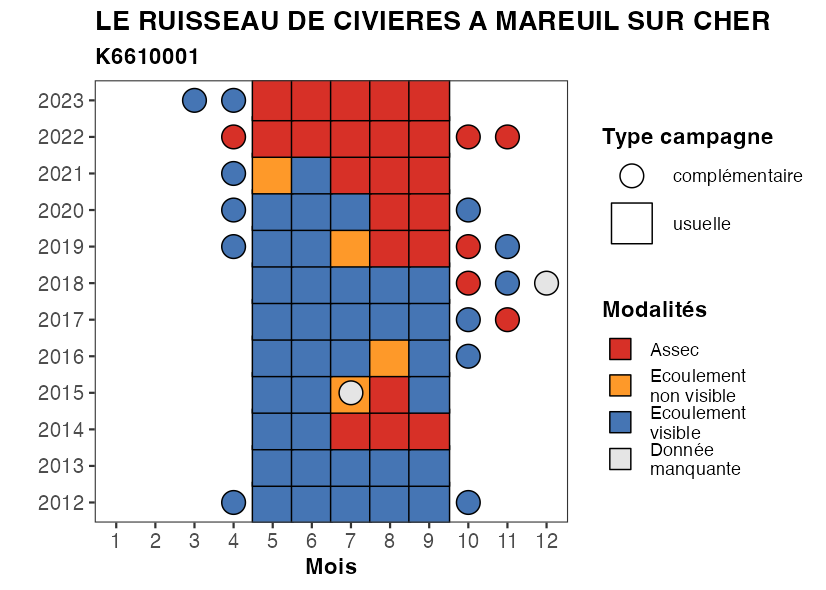 LE RUISSEAU DE CIVIERES A MAREUIL SUR CHER
K6610001
2023
2022
2021
2020
2019
2018
2017
2016
2015
2014
2013
2012
1 2 3 4 5 6 7 8 9 10 11 12
Mois
Type campagne
complémentaire
usuelle
Modalités
Assec
Ecoulement
non visible
Ecoulement
visible
Donnée
manquante